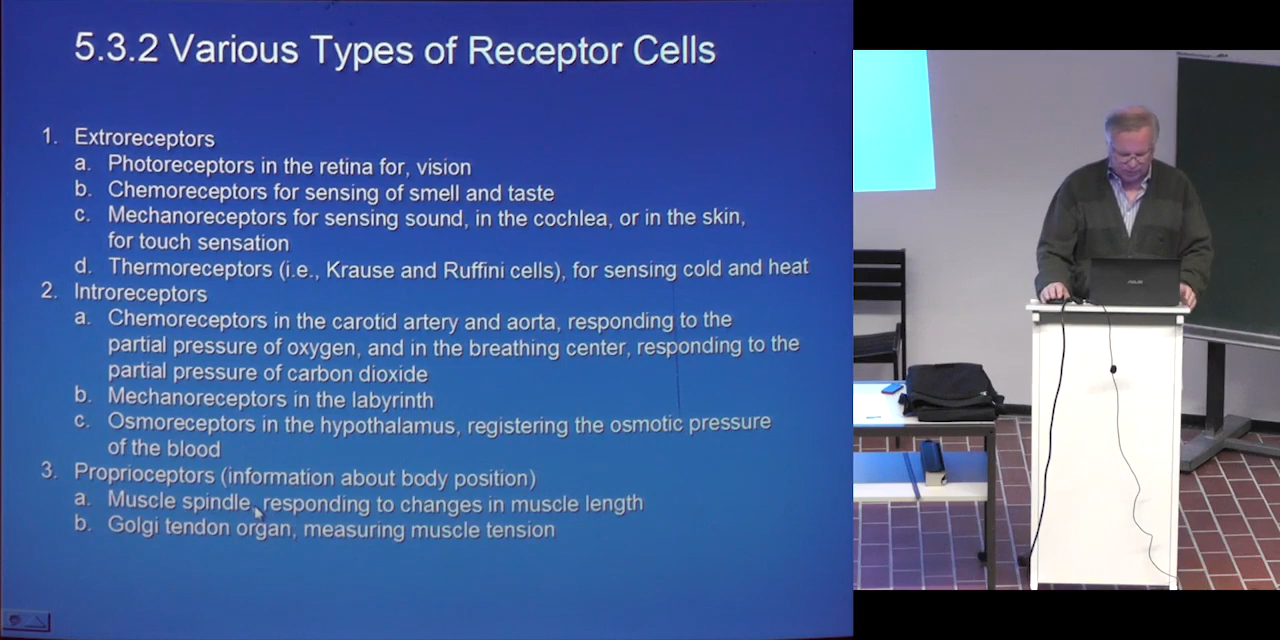 5.3.2 Various Types of Receptor Cells
1. Extroreceptors
a. Photoreceptors in the retina for, vision
b. Chemoreceptors for sensing of smell and taste
c. Mechanoreceptors for sensing sound, in the cochlea, or in the skin,
for touch sensation
d. Thermoreceptors (i.e., Krause and Ruffini cells), for sensing cold and heat
2. Introreceptors
a. Chemoreceptors in the carotid artery and aorta, responding to the
partial pressure of oxygen, and in the breathing center, responding to the
partial pressure of carbon dioxide
b. Mechanoreceptors in the labyrinth
c. Osmoreceptors in the hypothalamus, registering the osmotic pressure
of the blood
3. Proprioceptors (information about body position)
a. Muscle spindle, responding to changes in muscle length
b. Golgi tendon organ, measuring muscle tension
ASUS